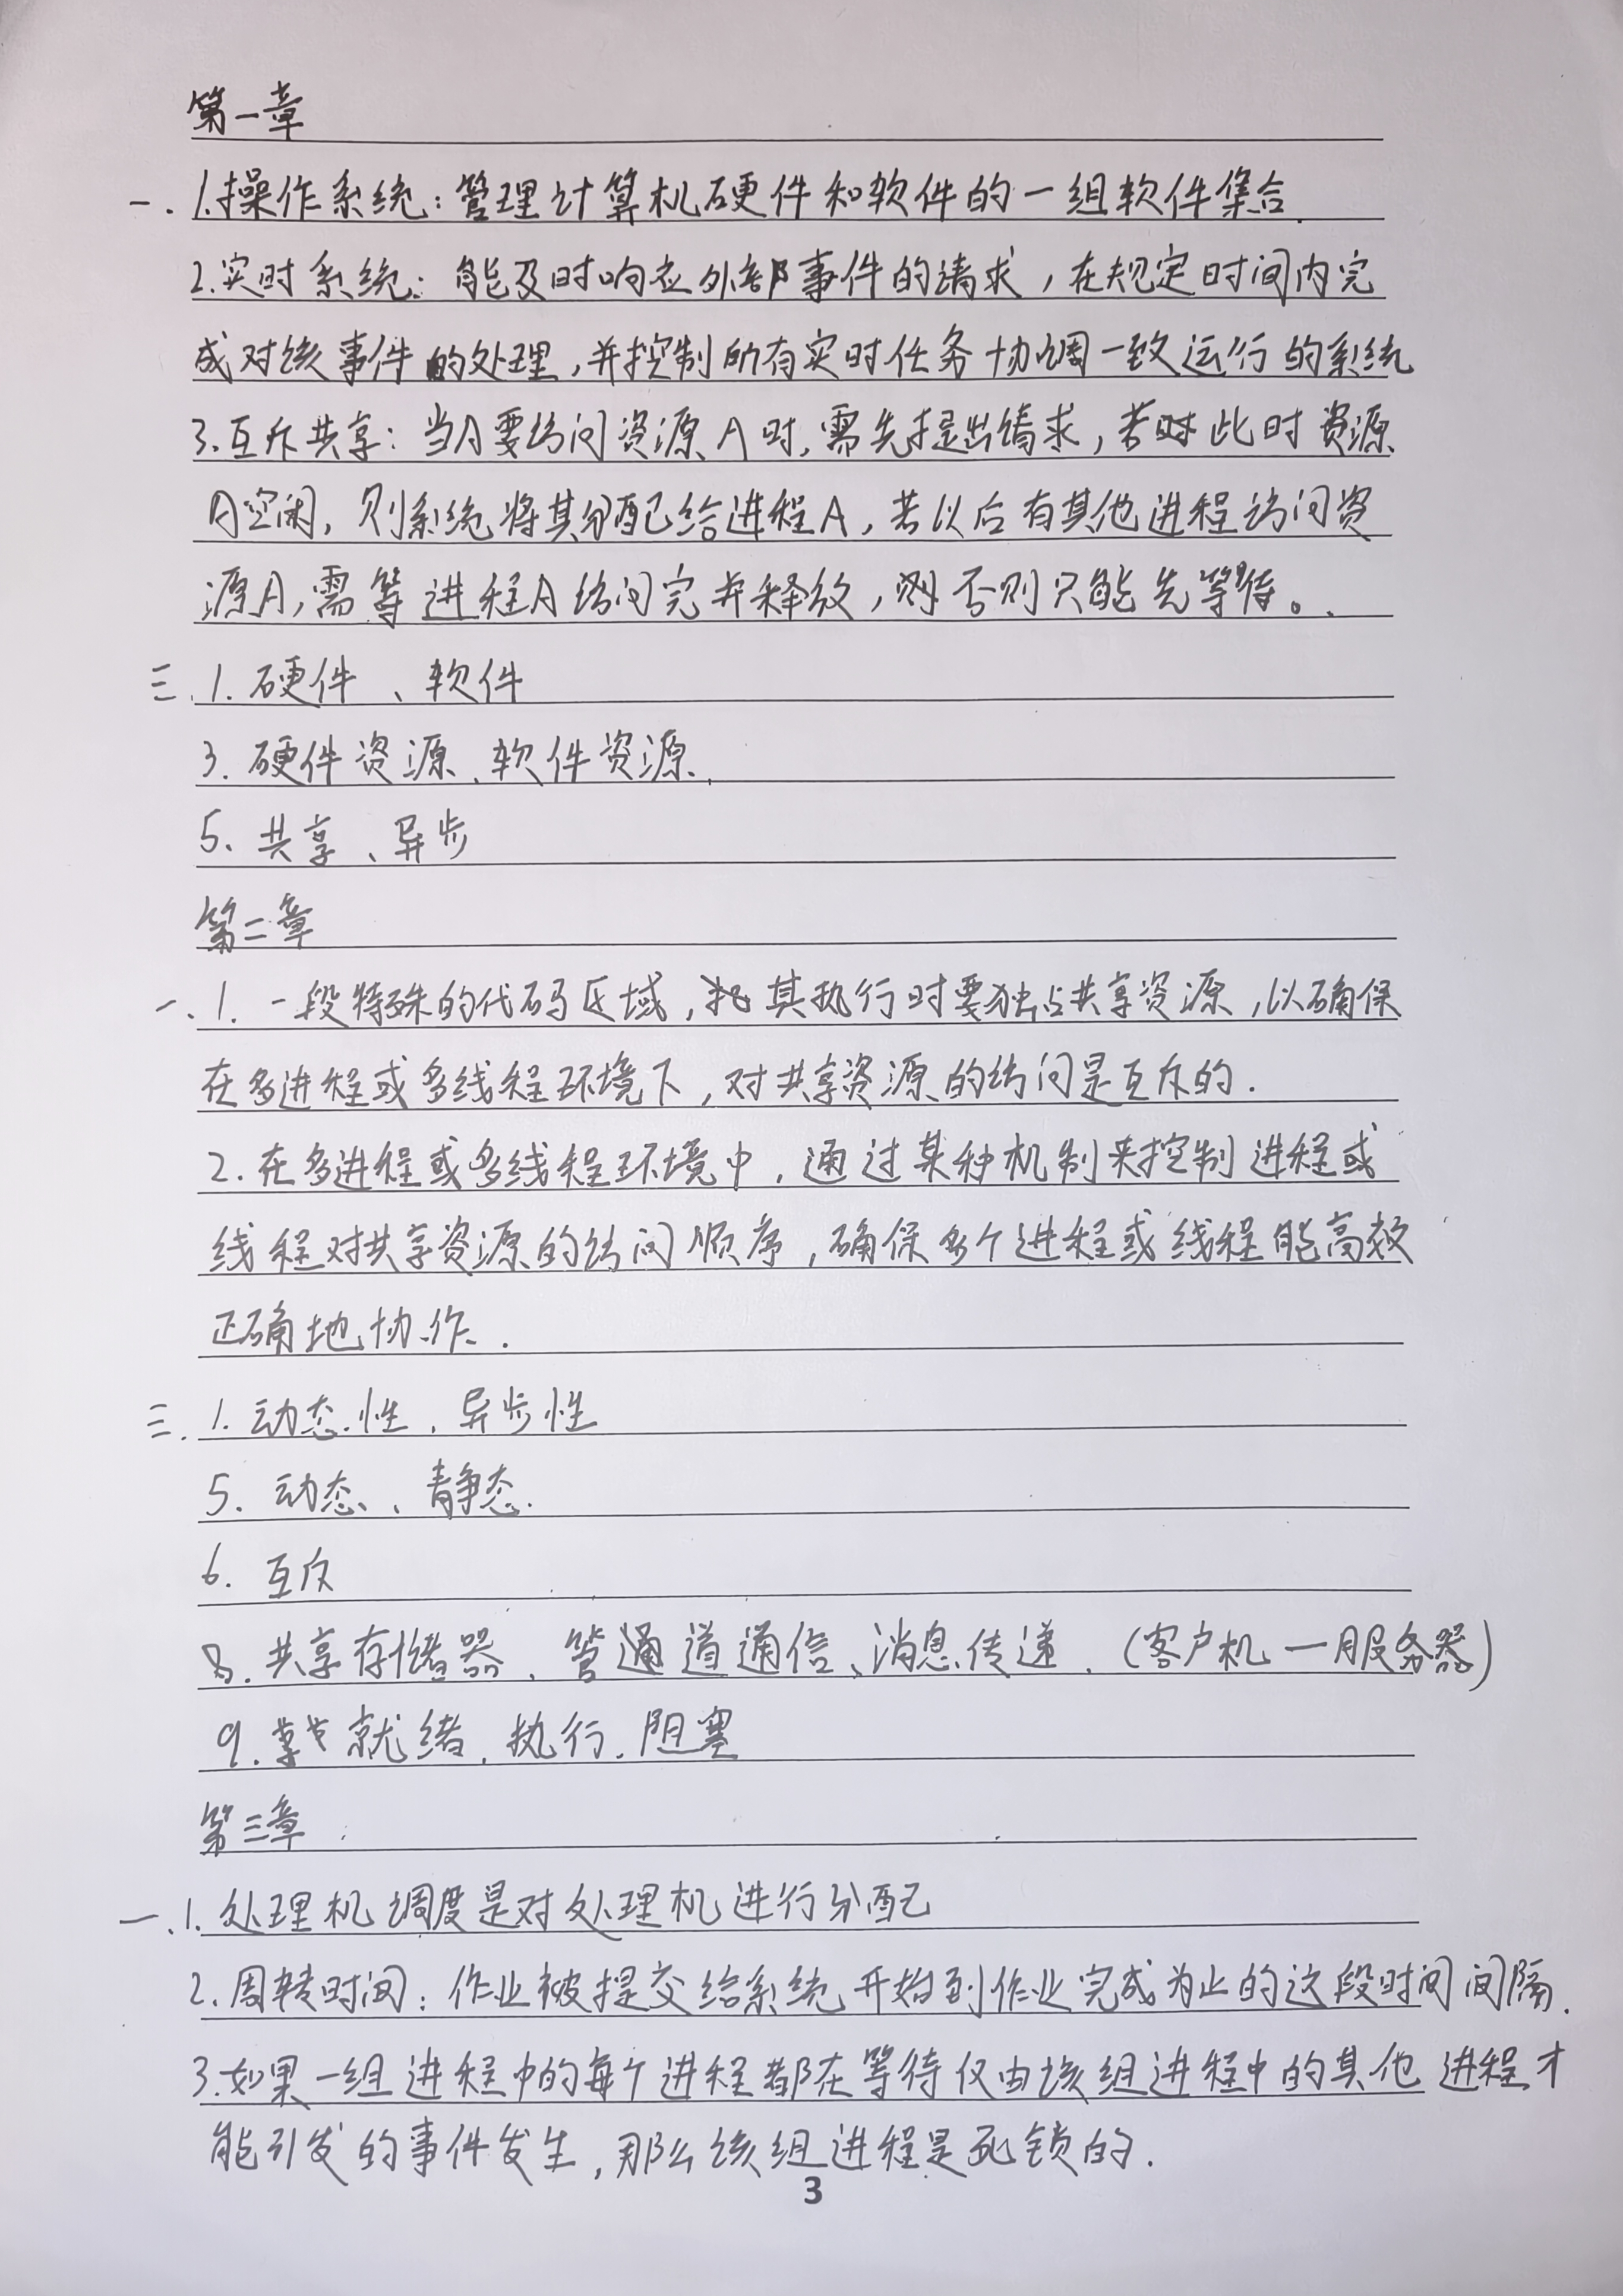 第一章
一.1.操作系统：管理计算机硬件和软件的一组软件集合.
2.实时系统：能及时响应外部事件的请求，在规定时间内完
成对该事件的处理，并控制所有实时任务协调一致运行的系统
3.互斥共享：当A要访问资源A时，需先提出请求，若此时资源
A空闲，则系统将其分配给进程A，若以后有其他进程访问资
源A，需等进程A访问完并释放，否则只能先等待。
三.1.硬件、软件
3.硬件资源、软件资源.
5.共享、异步
第二章
一.1.一段特殊的代码区域，其执行时要独占共享资源，以确保
在多进程或多线程环境下，对共享资源的访问是互斥的.
2.在多进程或多线程环境中，通过某种机制来控制进程或
线程对共享资源的访问顺序，确保多个进程或线程能高效
正确地协作.
三.1.动态性、异步性
5.动态、静态.
6.互斥
8.共享存储器、管道通信、消息传递、(客户机一服务器)
9.就绪、执行、阻塞
第三章
一.1.处理机调度是对处理机进行分配
2.周转时间：作业被提交给系统开始到作业完成为止的这段时间间隔.
3.如果一组进程中的每个进程都在等待仅由该组进程中的其他进程才
能引发的事件发生，那么该组进程是死锁的.
3